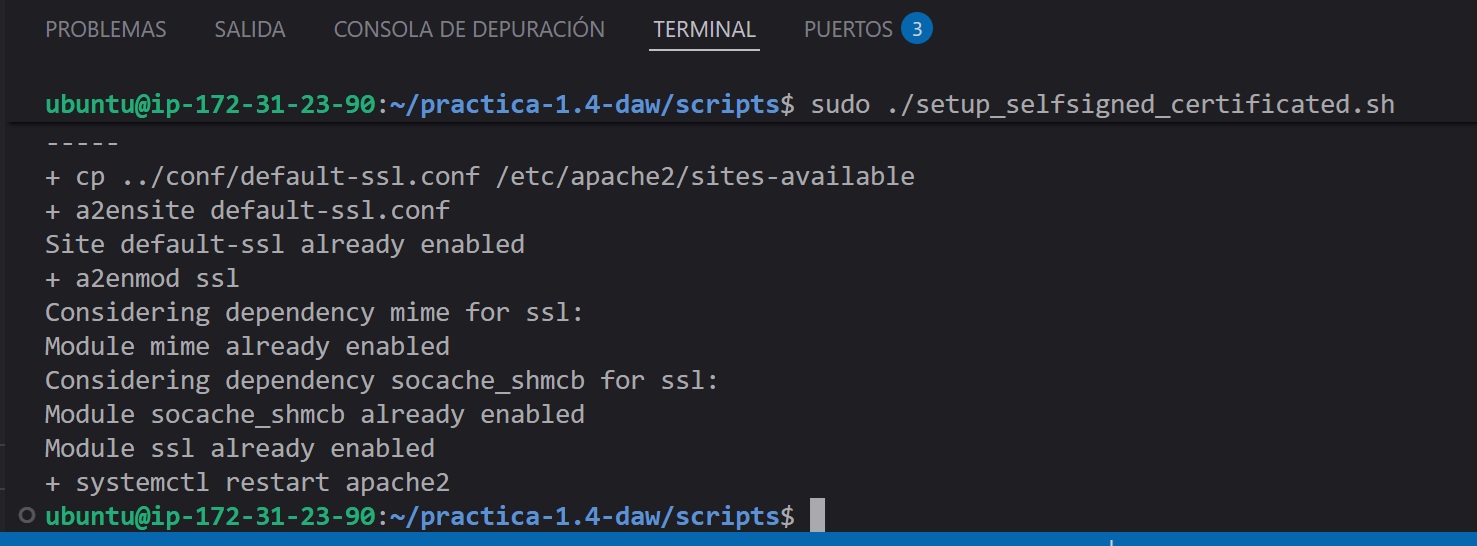 PROBLEMAS SALIDA CONSOLA DE DEPURACIÓN TERMINAL PUERTOS 3
ubuntu@ip-172-31-23-90:~/practica-1.4-daw/scripts$ sudo ./setup_selfsigned_certificated.sh
-----
+ cp ../conf/default-ssl.conf /etc/apache2/sites-available
+ a2ensite default-ssl.conf
Site default-ssl already enabled
+ a2enmod ssl
Considering dependency mime for ssl:
Module mime already enabled
Considering dependency socache_shmcb for ssl:
Module socache_shmcb already enabled
Module ssl already enabled
+ systemctl restart apache2
ubuntu@ip-172-31-23-90:~/practica-1.4-daw/scripts$